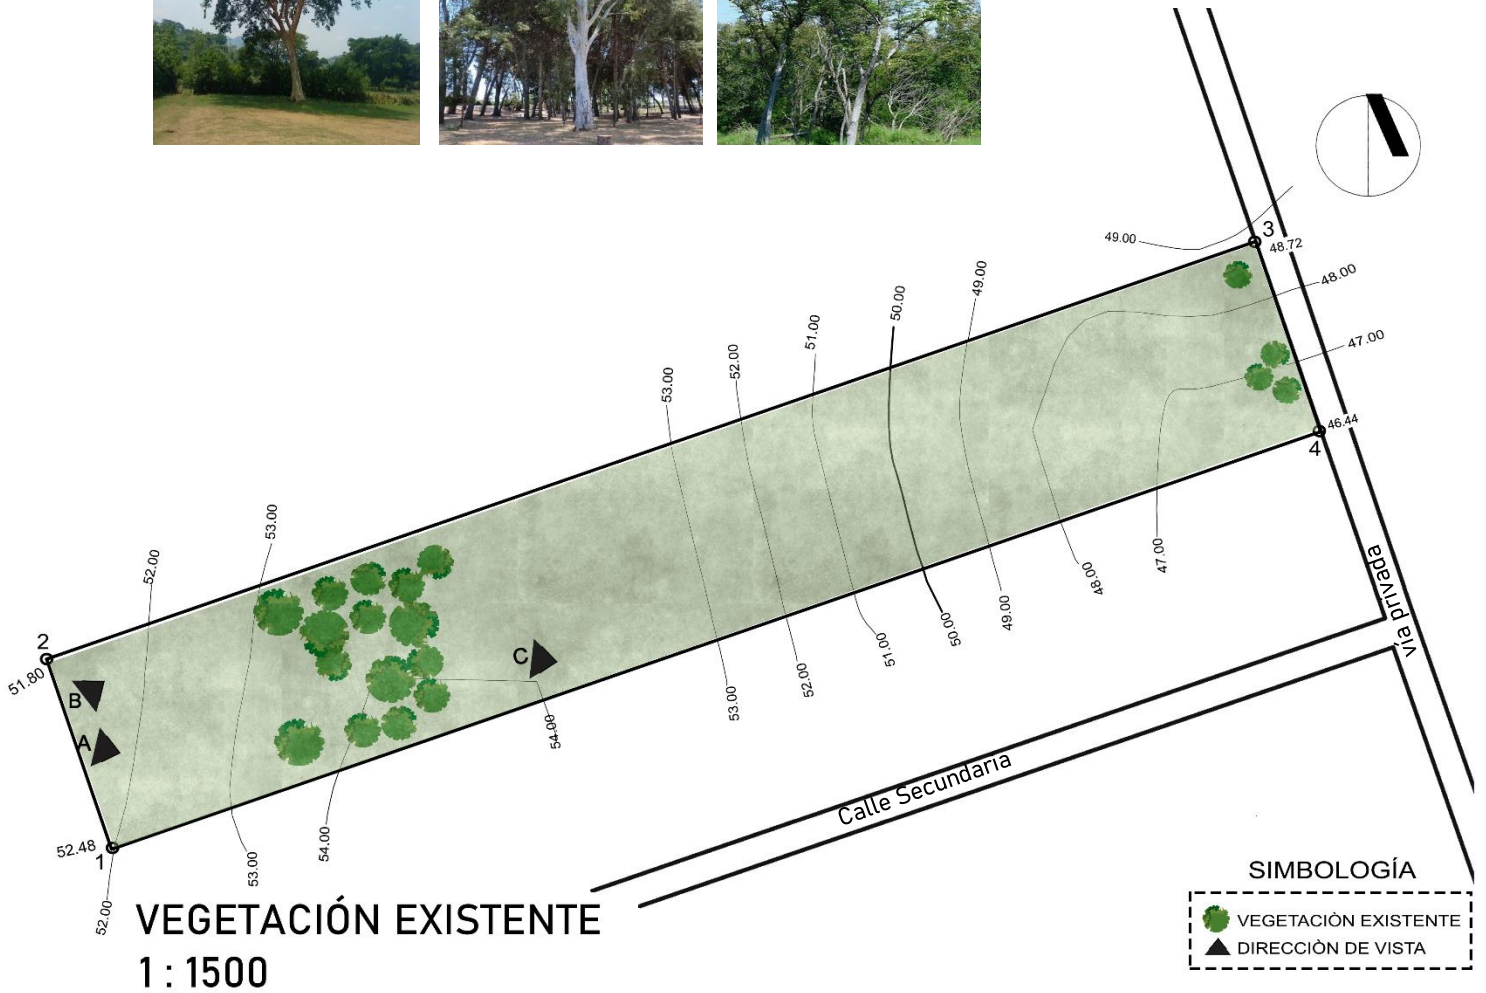 3
49.00
48.72
48.00
49.00
50.00
51.00
47.00
52.00
53.00
46.44
4
53.00
52.00
47.00
48.00
vía privada
49.00
50.00
2
51.00
C
51.80
B
52.00
53.00
A
54.00
Calle Secundaria
52.48
1
54.00
53.00
52.00
VEGETACIÓN EXISTENTE
1 : 1500
SIMBOLOGÍA
VEGETACIÒN EXISTENTE
DIRECCIÒN DE VISTA